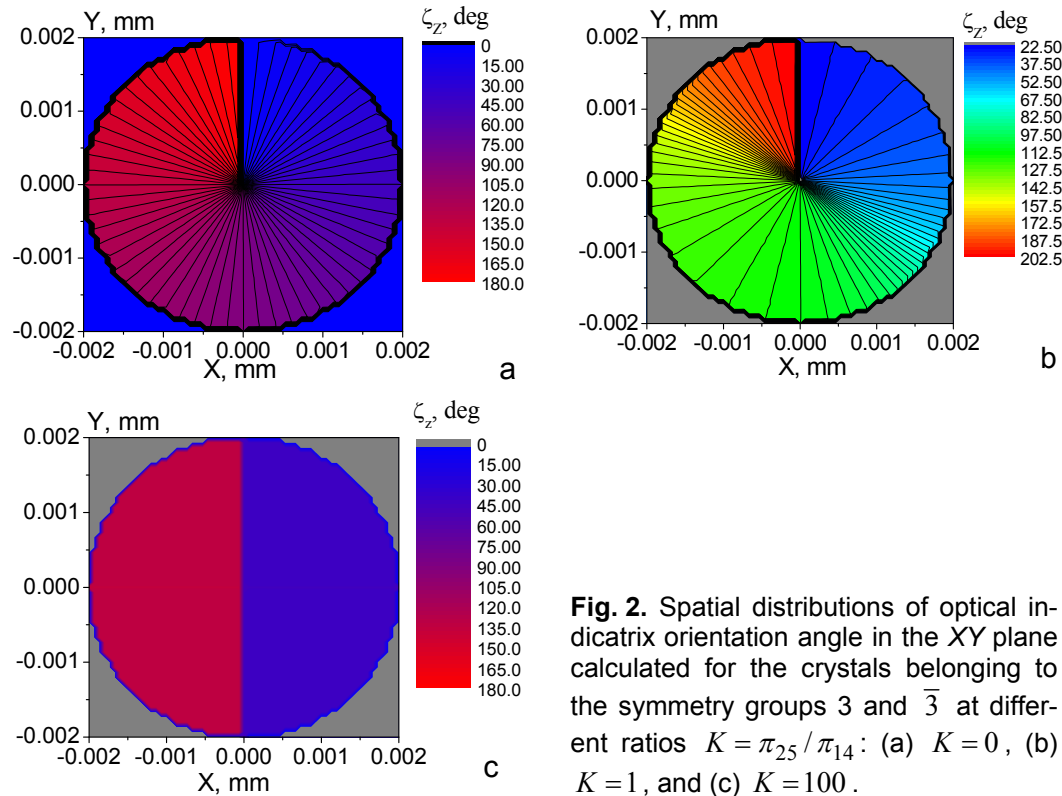 Y, mm
ζZ, deg
0.002
0.001
0.000
-0.001
-0.002
-0.002 -0.001 0.000 0.001 0.002
X, mm
0
15.00
30.00
45.00
60.00
75.00
90.00
105.0
120.0
135.0
150.0
165.0
180.0
a
Y, mm
ζZ, deg
0.002
0.001
0.000
-0.001
-0.002
-0.002 -0.001 0.000 0.001 0.002
X, mm
22.50
37.50
52.50
67.50
82.50
97.50
112.5
127.5
142.5
157.5
172.5
187.5
202.5
b
Y, mm
ζz, deg
0.002
0.001
0.000
-0.001
-0.002
-0.002 -0.001 0.000 0.001 0.002
X, mm
0
15.00
30.00
45.00
60.00
75.00
90.00
105.0
120.0
135.0
150.0
165.0
180.0
c
Fig. 2. Spatial distributions of optical in-
dicatrix orientation angle in the XY plane
calculated for the crystals belonging to
the symmetry groups 3 and 3̅ at differ-
ent ratios K = π25 / π14 : (a) K = 0 , (b)
K = 1 , and (c) K = 100 .